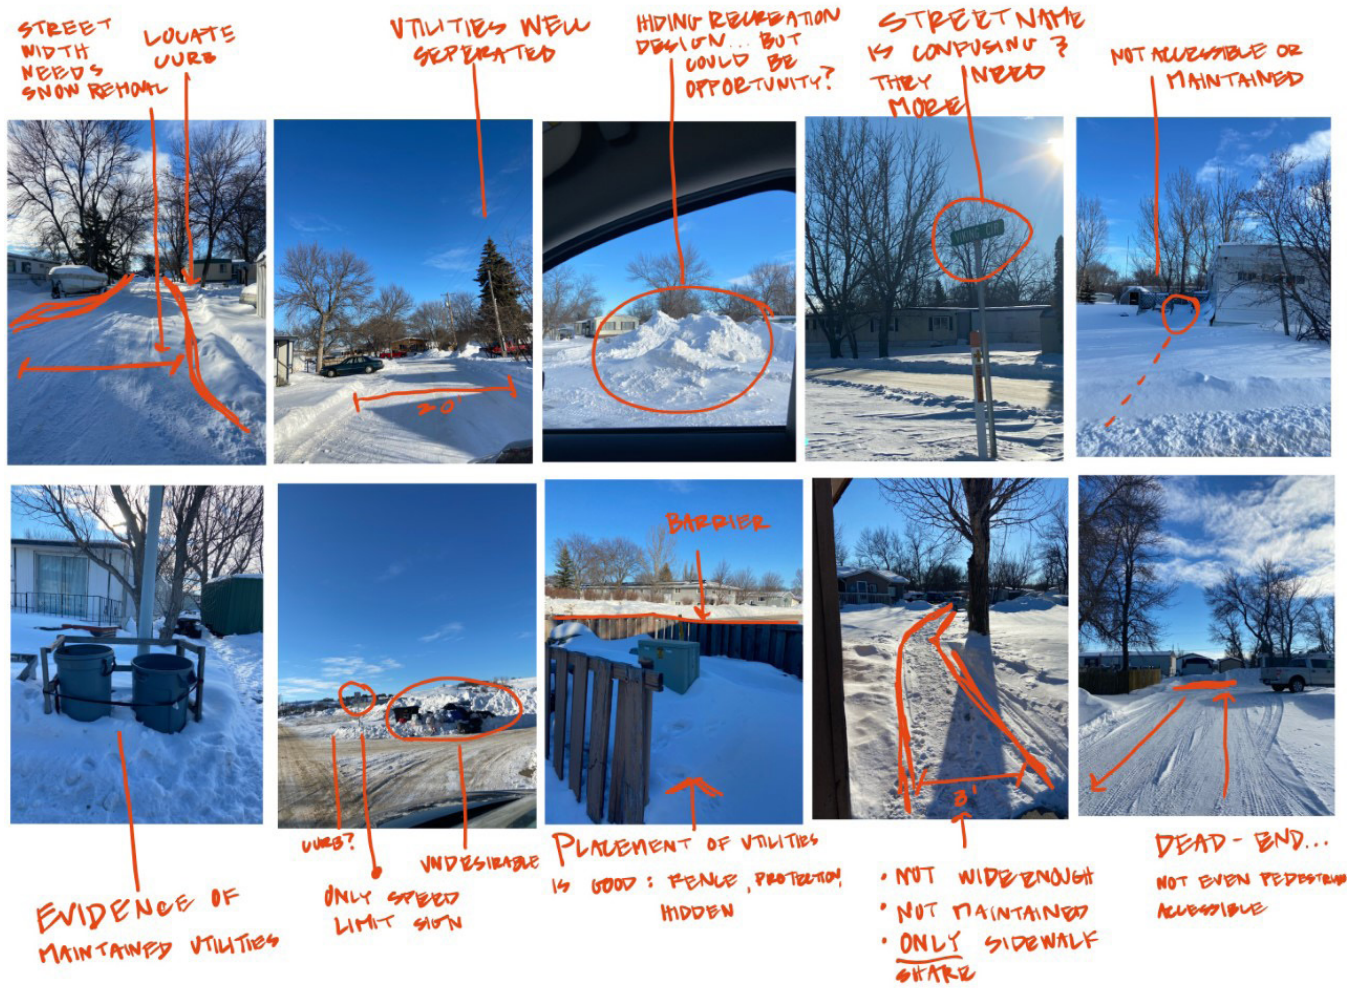 STREET
WIDTH
NEEDS
SNOW REMOVAL
LOCATE
CURB
UTILITIES WELL
SEPERATED
HIDING RECREATION
DESIGN... BUT
COULD BE
OPPORTUNITY?
STREET NAME
IS CONFUSING ?
THEY NEED
MORE
NOT ACCESSIBLE OR
MAINTAINED
20'
EVIDENCE OF
MAINTAINED UTILITIES
CURB?
ONLY SPEED
LIMIT SIGN
UNDESIRABLE
BARRIER
PLACEMENT OF UTILITIES
IS GOOD : FENCE, PROTECTION,
HIDDEN
3'
• NOT WIDE ENOUGH
• NOT MAINTAINED
• ONLY SIDEWALK
SHARE
DEAD-END...
NOT EVEN PEDESTRIAN
ACCESSIBLE